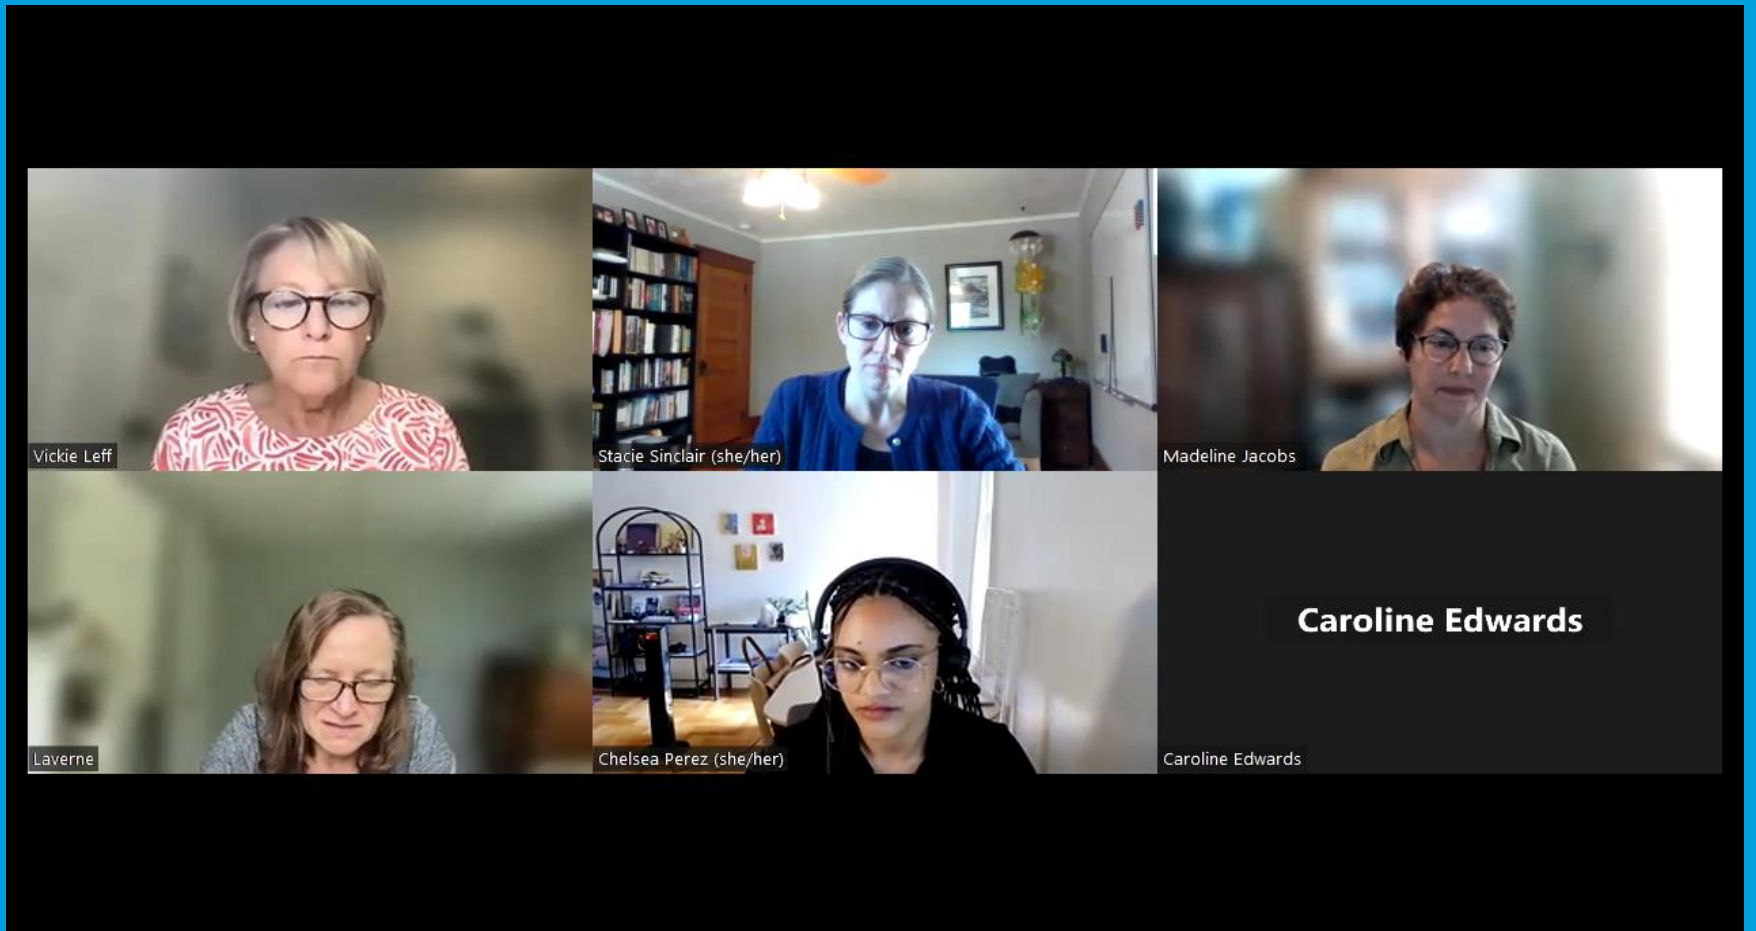 Vickie Leff
Stacie Sinclair (she/her)
Madeline Jacobs
Laverne
Chelsea Perez (she/her)
Caroline Edwards
Caroline Edwards